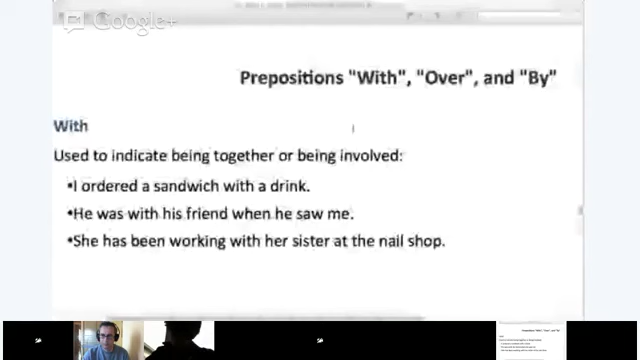 Google+
Prepositions "With", "Over", and "By"
With
Used to indicate being together or being involved:
•I ordered a sandwich with a drink.
•He was with his friend when he saw me.
•She has been working with her sister at the nail shop.